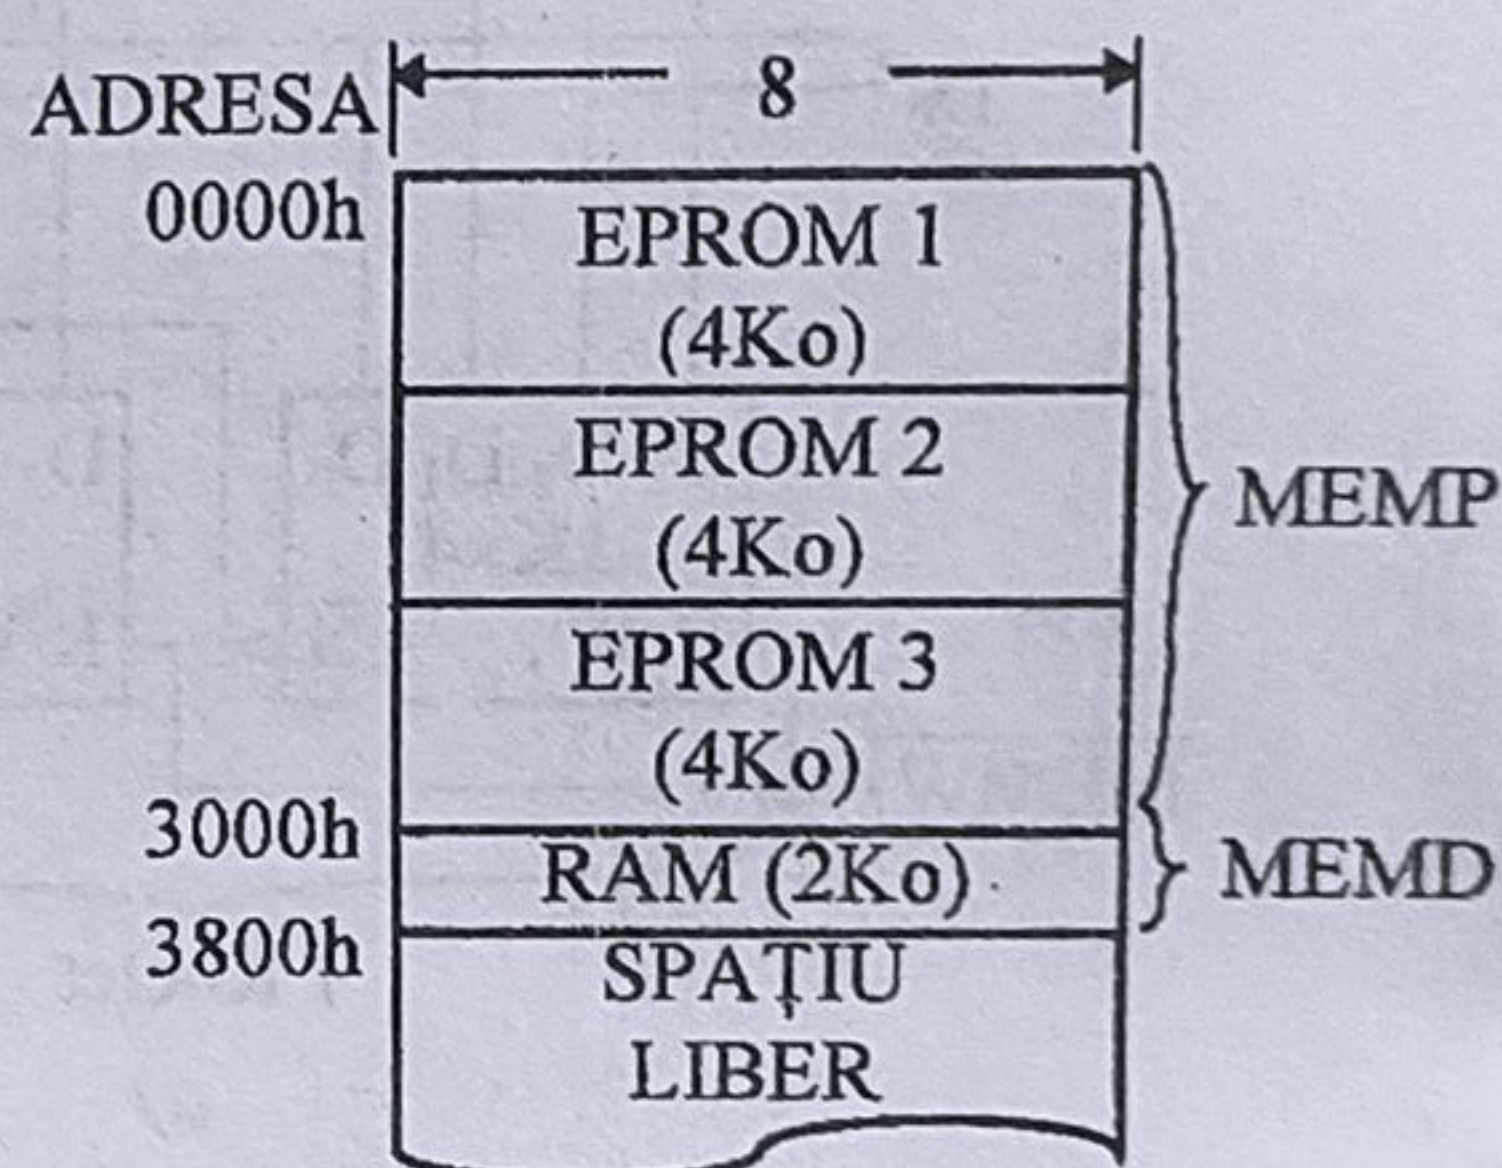 8
ADRESA
0000h
EPROM 1
(4Ko)
EPROM 2
(4Ko)
MEMP
EPROM 3
(4Ko)
3000h
RAM (2Ko)
MEMD
3800h
SPAȚIU
LIBER